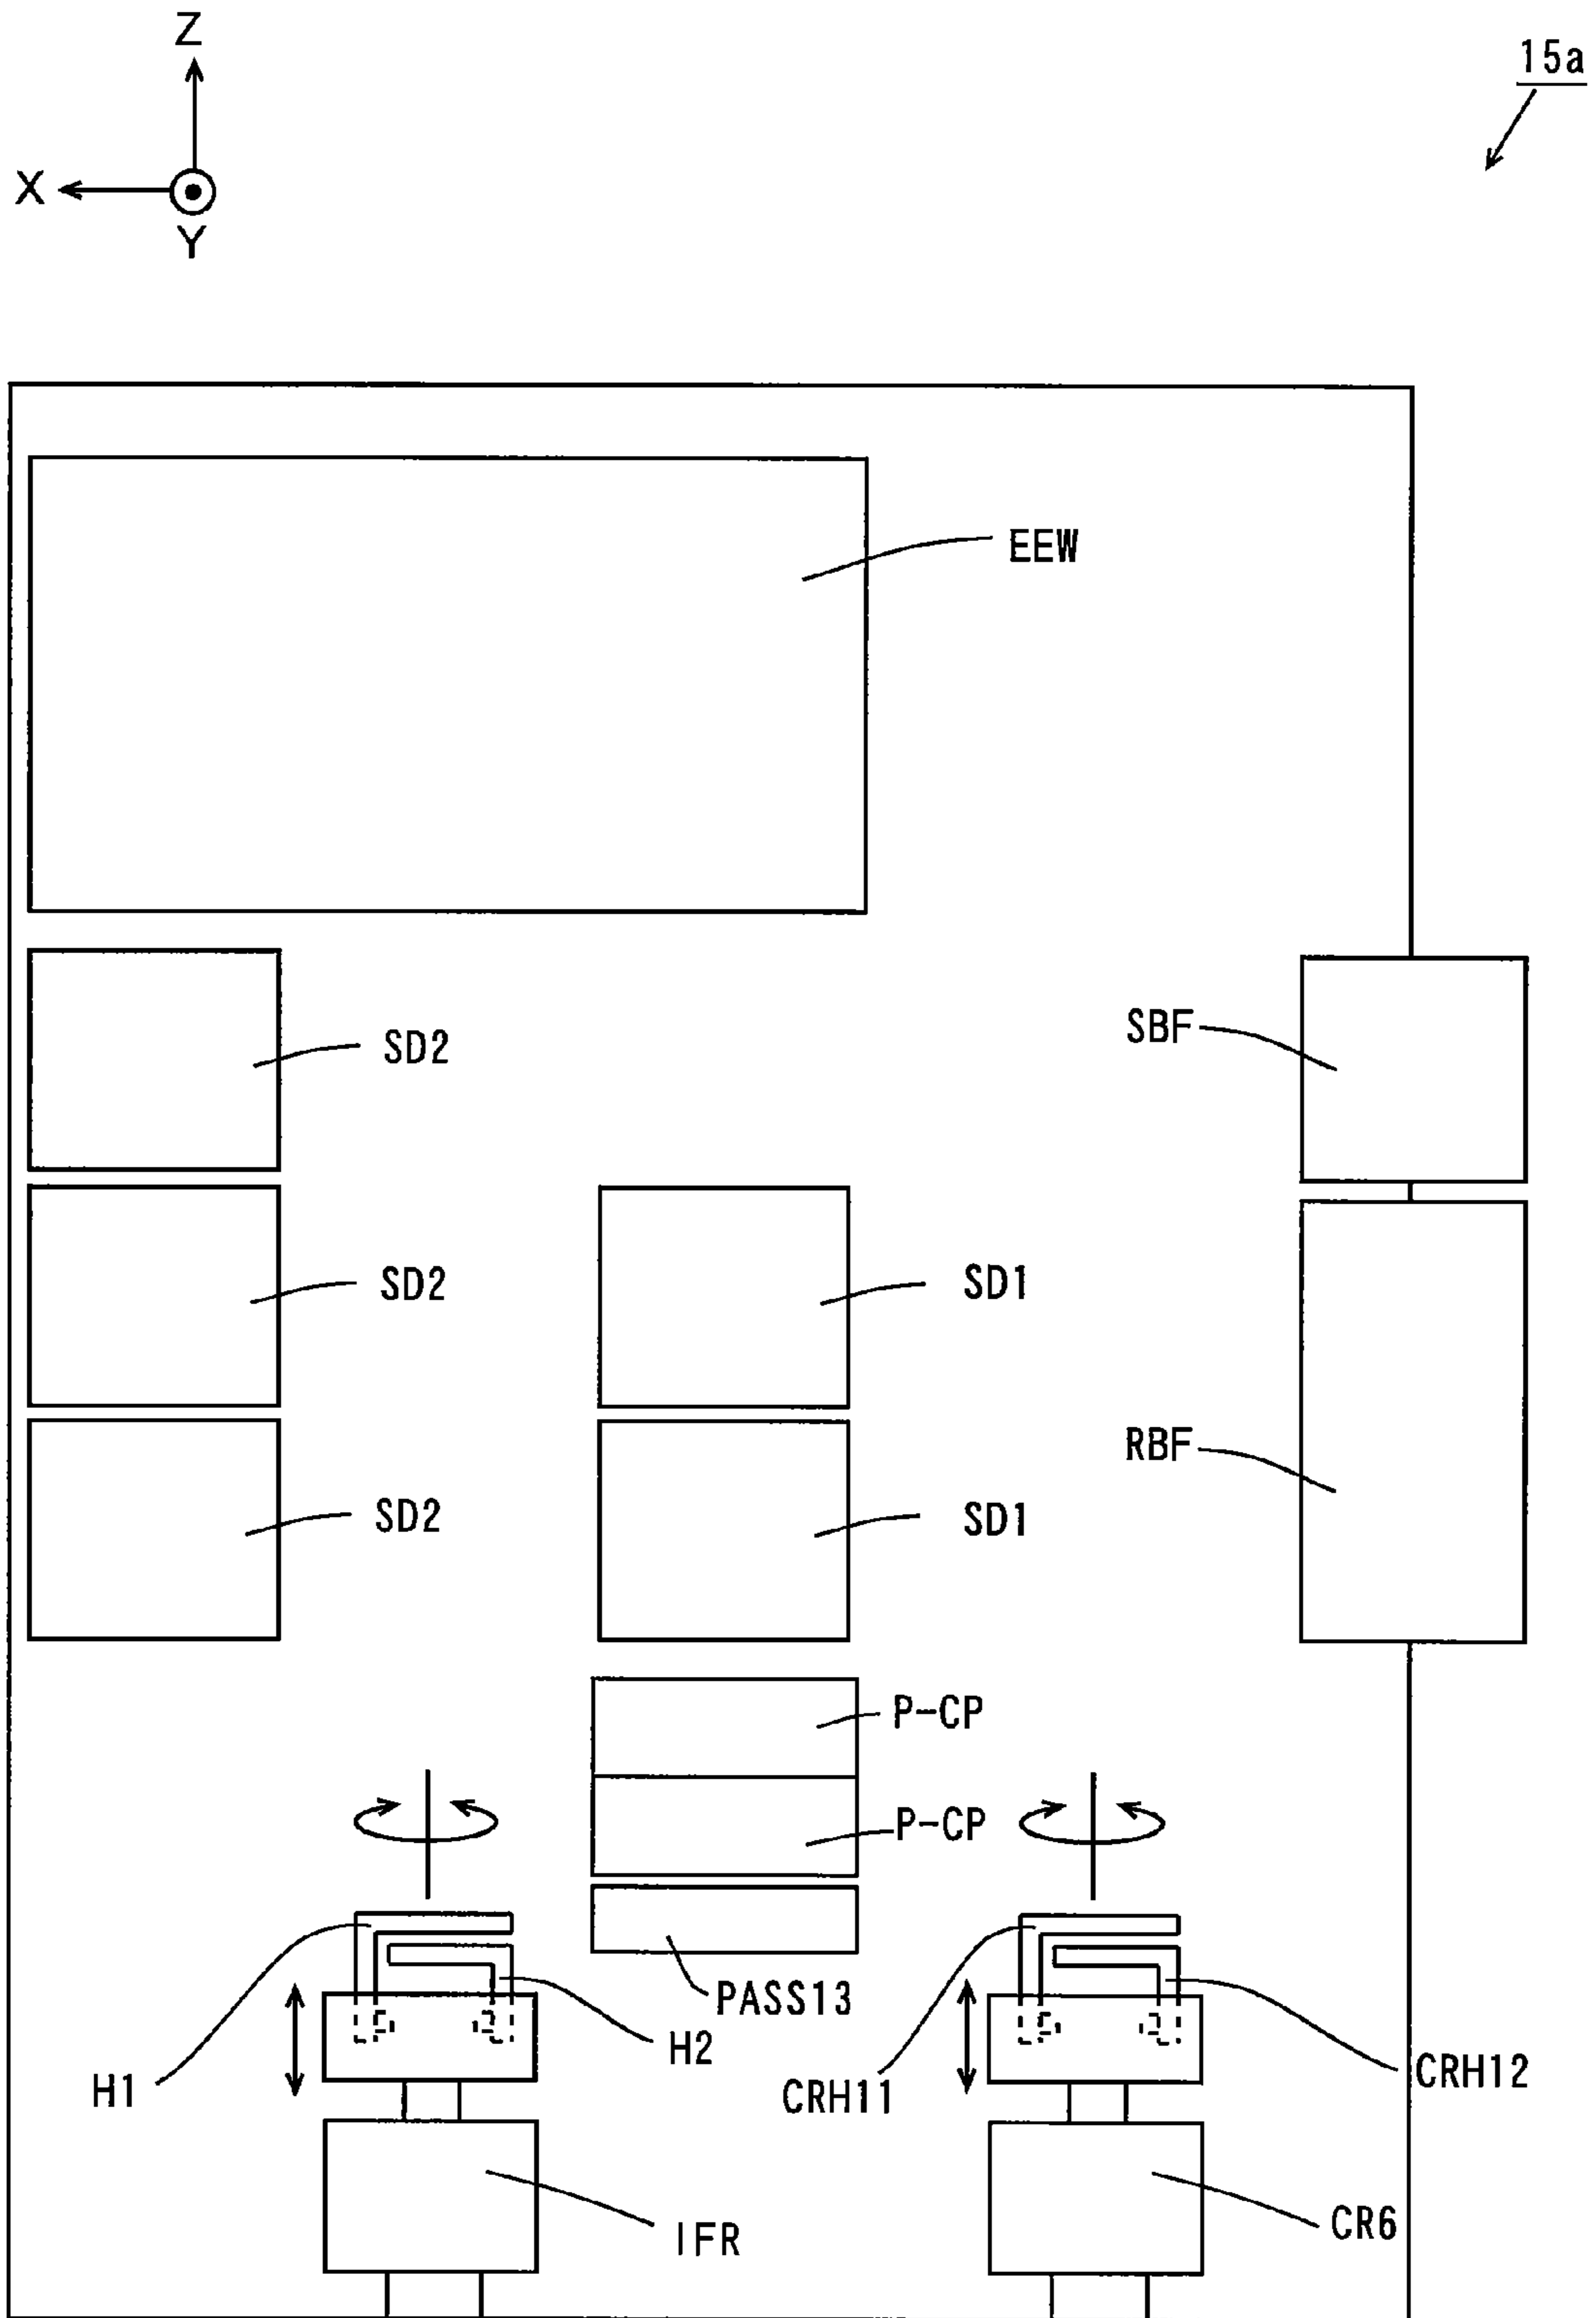 Z
15a
X
Y
EEW
SD2
SBF
SD2
SD1
RBF
SD2
SD1
P-CP
P-CP
PASS13
H2
H1
CRH11
CRH12
IFR
CR6